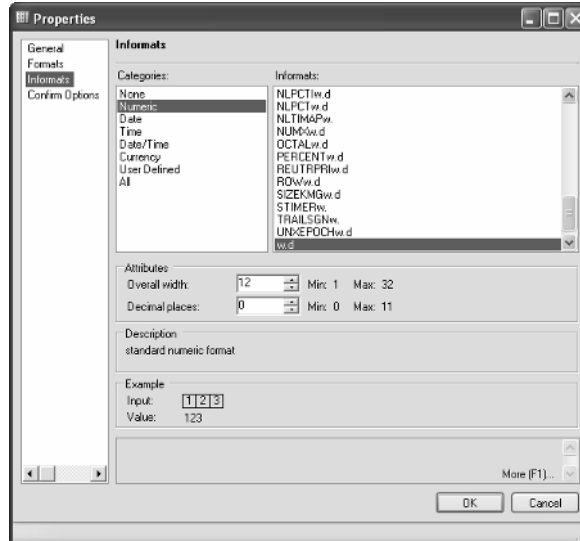 Properties
General
Formats
Informats
Confirm Options
Informats
Categories:
None
Numeric
Date
Time
Date/Time
Currency
User Defined
All
Informats:
NLPCTIw.d
NLPCTw.d
NLTIMAPw.
NUMXw.d
OCTALw.d
PERCENTw.d
REUTRPRIw.d
ROWw.d
SIZEKMGw.d
STIMERw.
TRAILSGNw.
UNXEPOCHw.d
w.d
Attributes
Overall width: 12 Min: 1 Max: 32
Decimal places: 0 Min: 0 Max: 11
Description
standard numeric format
Example
Input: 1 2 3
Value: 123
More (F1)...
OK Cancel